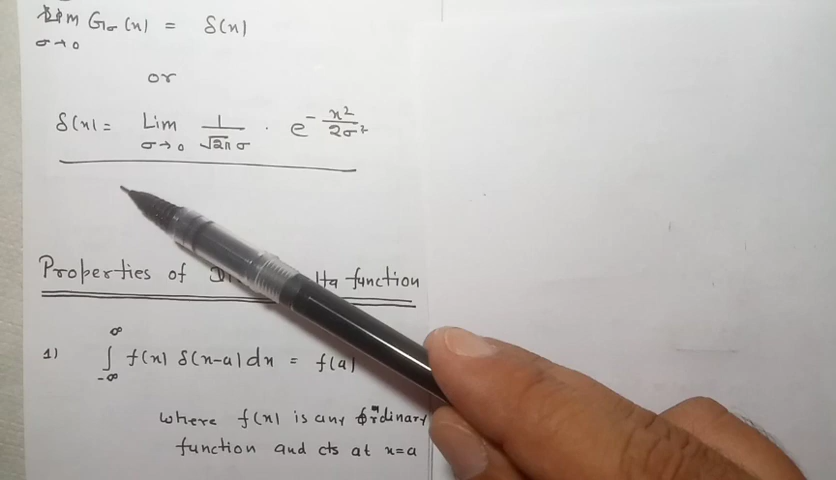 Lim Gσ(x) = δ(x)
σ→0
or
δ(x) = Lim σ→0 1/√2π σ · e^-x²/2σ²
Properties of function
1) ∫_-∞^∞ f(x) δ(x-a) dx = f(a)
where f(x) is any ordinary
function and cts at x=a